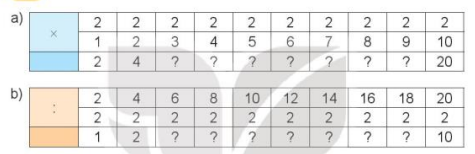 a)
× 2 2 2 2 2 2 2 2 2 2
1 2 3 4 5 6 7 8 9 10
2 4 ? ? ? ? ? ? ? 20
b)
: 2 4 6 8 10 12 14 16 18 20
2 2 2 2 2 2 2 2 2 2
1 2 ? ? ? ? ? ? ? 10